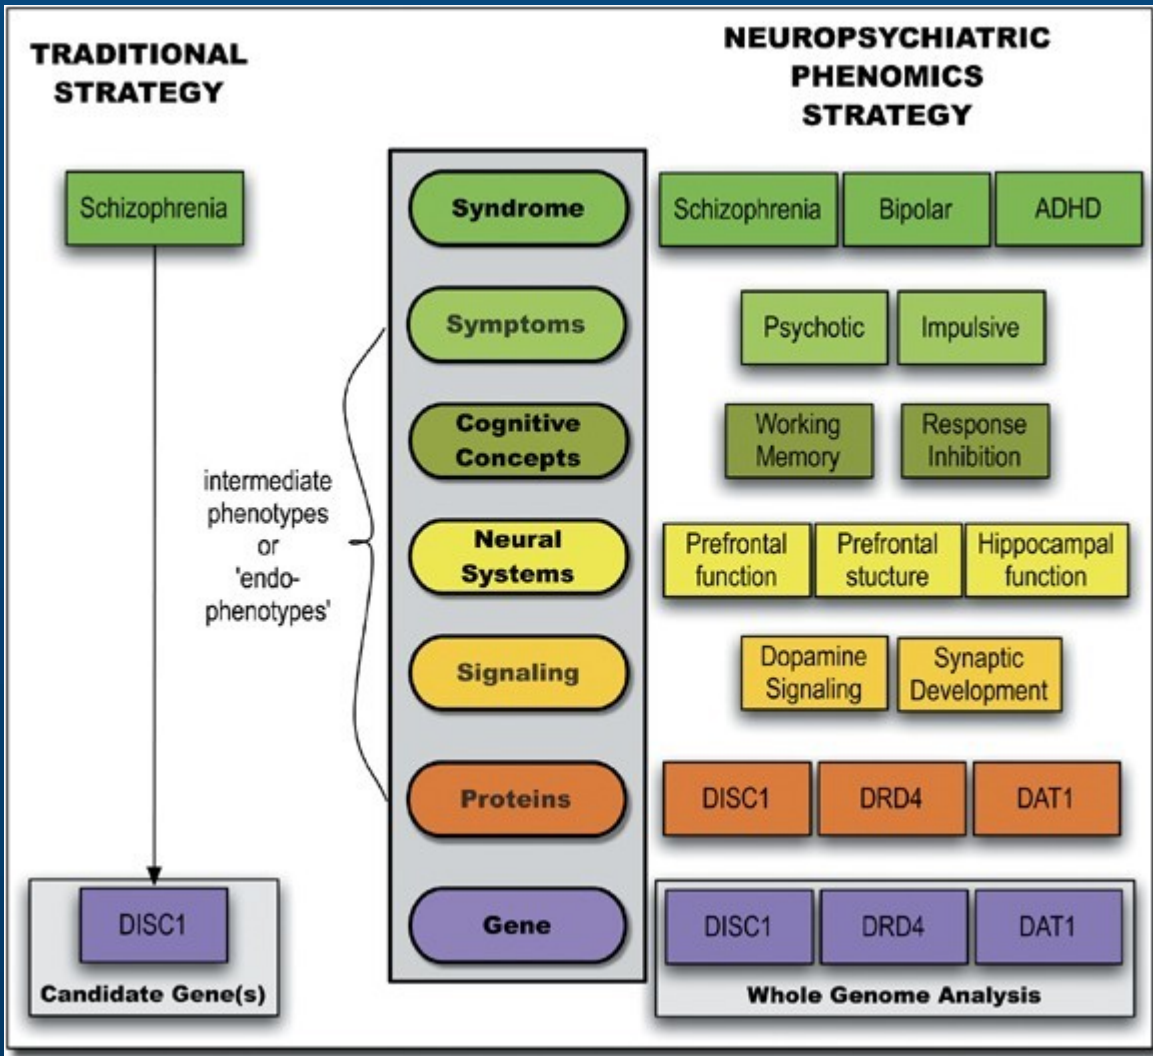 TRADITIONAL
STRATEGY
NEUROPSYCHIATRIC
PHENOMICS
STRATEGY
Schizophrenia
Syndrome
Schizophrenia
Bipolar
ADHD
Symptoms
Psychotic
Impulsive
Cognitive
Concepts
Working
Memory
Response
Inhibition
intermediate
phenotypes
or
'endo-
phenotypes'
Neural
Systems
Prefrontal
function
Prefrontal
stucture
Hippocampal
function
Signaling
Dopamine
Signaling
Synaptic
Development
Proteins
DISC1
DRD4
DAT1
DISC1
Candidate Gene(s)
Gene
DISC1
DRD4
DAT1
Whole Genome Analysis